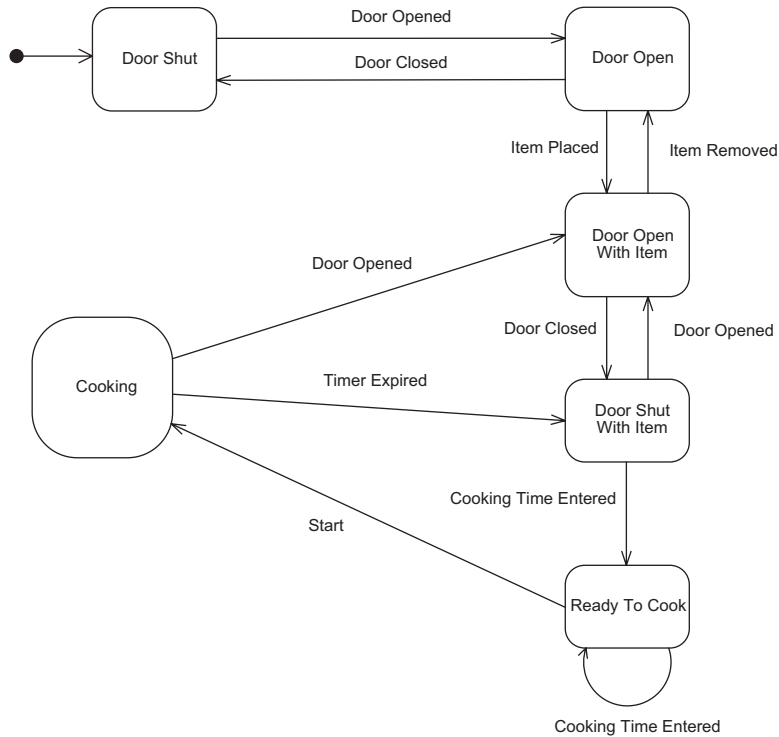 Door Opened
Door Shut
Door Open
Door Closed
Item Placed
Item Removed
Door Open
With Item
Door Opened
Door Closed
Door Opened
Cooking
Timer Expired
Door Shut
With Item
Cooking Time Entered
Start
Ready To Cook
Cooking Time Entered